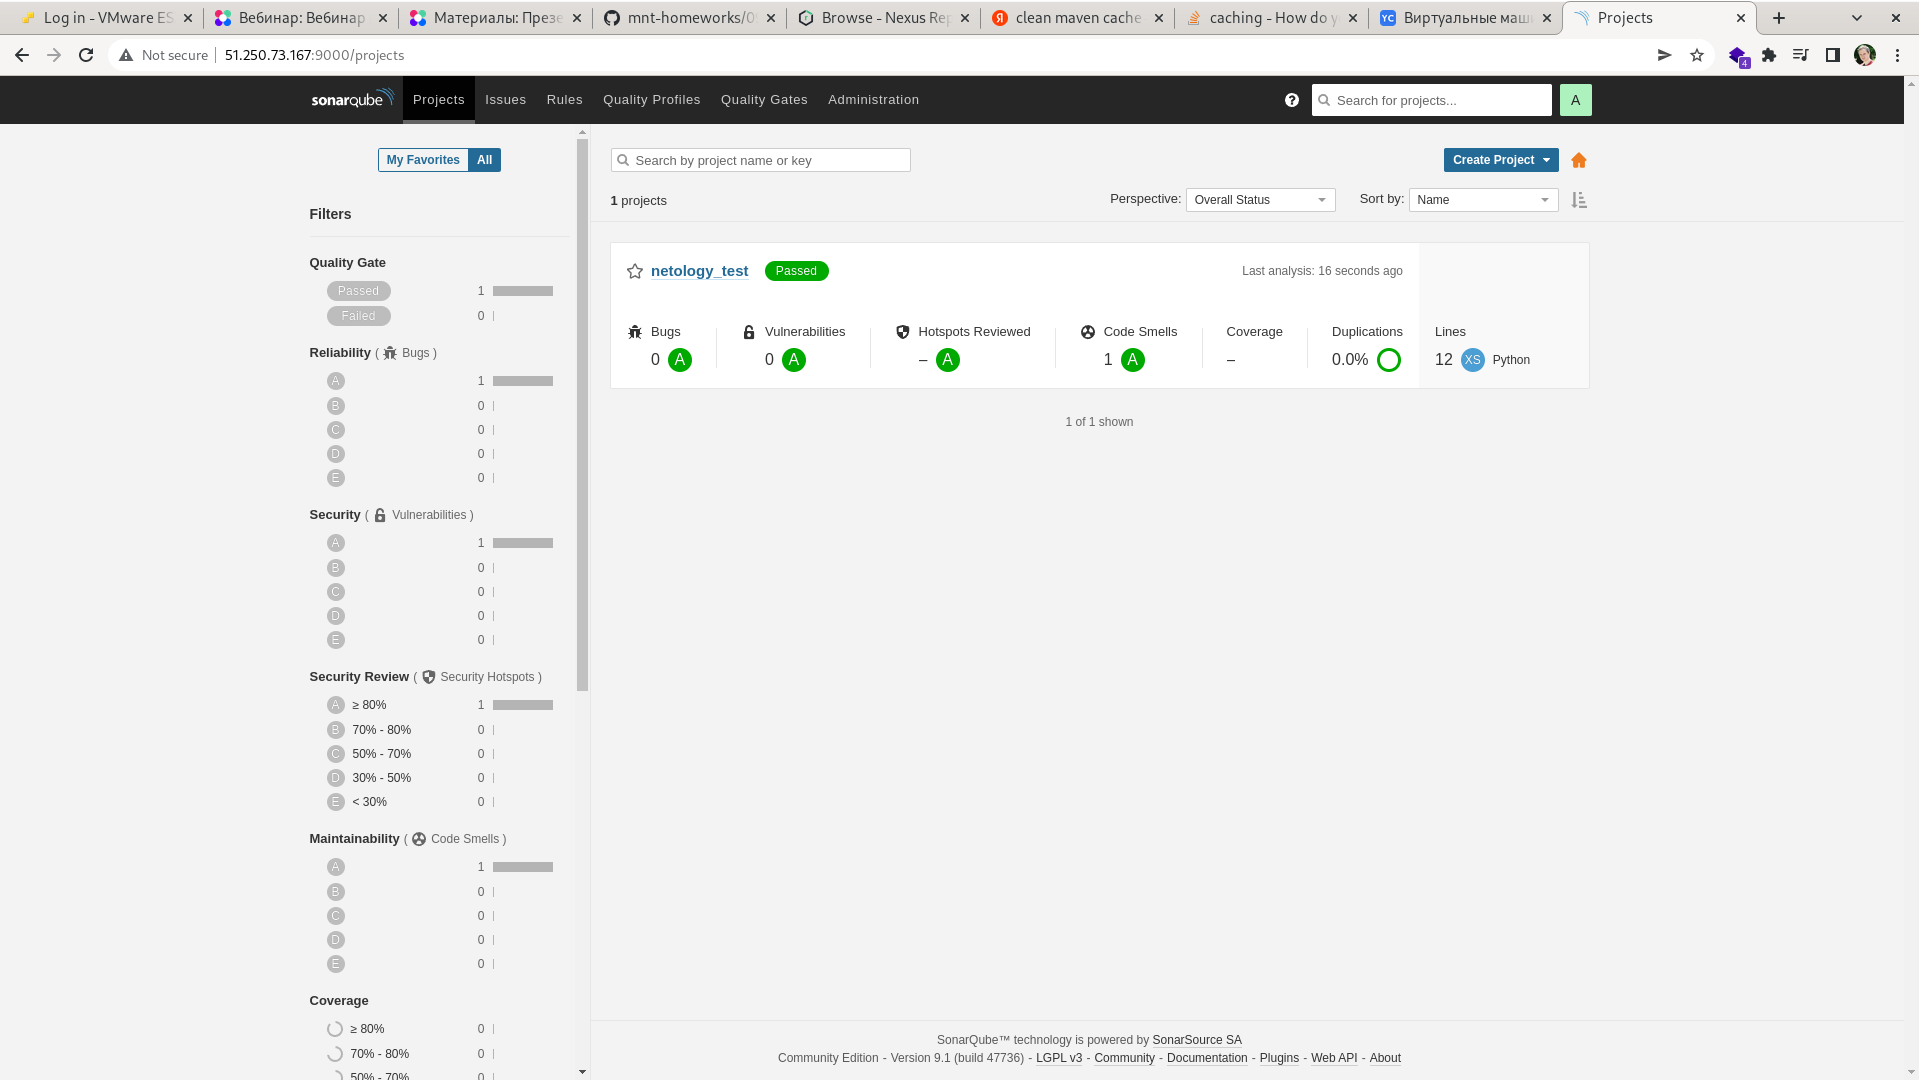 Log in - VMware ES
Вебинар: Вебинар
Материалы: Презе
mnt-homeworks/0
Browse - Nexus Rep
clean maven cache
caching - How do y
Виртуальные маш
Projects
Not secure
51.250.73.167:9000/projects
4
sonarqube
Projects
Issues
Rules
Quality Profiles
Quality Gates
Administration
Search for projects...
A
My Favorites
All
Search by project name or key
Create Project
1 projects
Perspective:
Overall Status
Sort by:
Name
Filters
Quality Gate
Passed 1
Failed 0
Reliability ( Bugs )
A 1
B 0
C 0
D 0
E 0
Security ( Vulnerabilities )
A 1
B 0
C 0
D 0
E 0
Security Review ( Security Hotspots )
A ≥ 80% 1
B 70% - 80% 0
C 50% - 70% 0
D 30% - 50% 0
E < 30% 0
Maintainability ( Code Smells )
A 1
B 0
C 0
D 0
E 0
Coverage
≥ 80% 0
70% - 80% 0
50% - 70% 0
netology_test
Passed
Last analysis: 16 seconds ago
Bugs
Vulnerabilities
Hotspots Reviewed
Code Smells
Coverage
Duplications
Lines
0 A
0 A
– A
1 A
–
0.0%
12 XS Python
1 of 1 shown
SonarQube™ technology is powered by SonarSource SA
Community Edition - Version 9.1 (build 47736) - LGPL v3 - Community - Documentation - Plugins - Web API - About